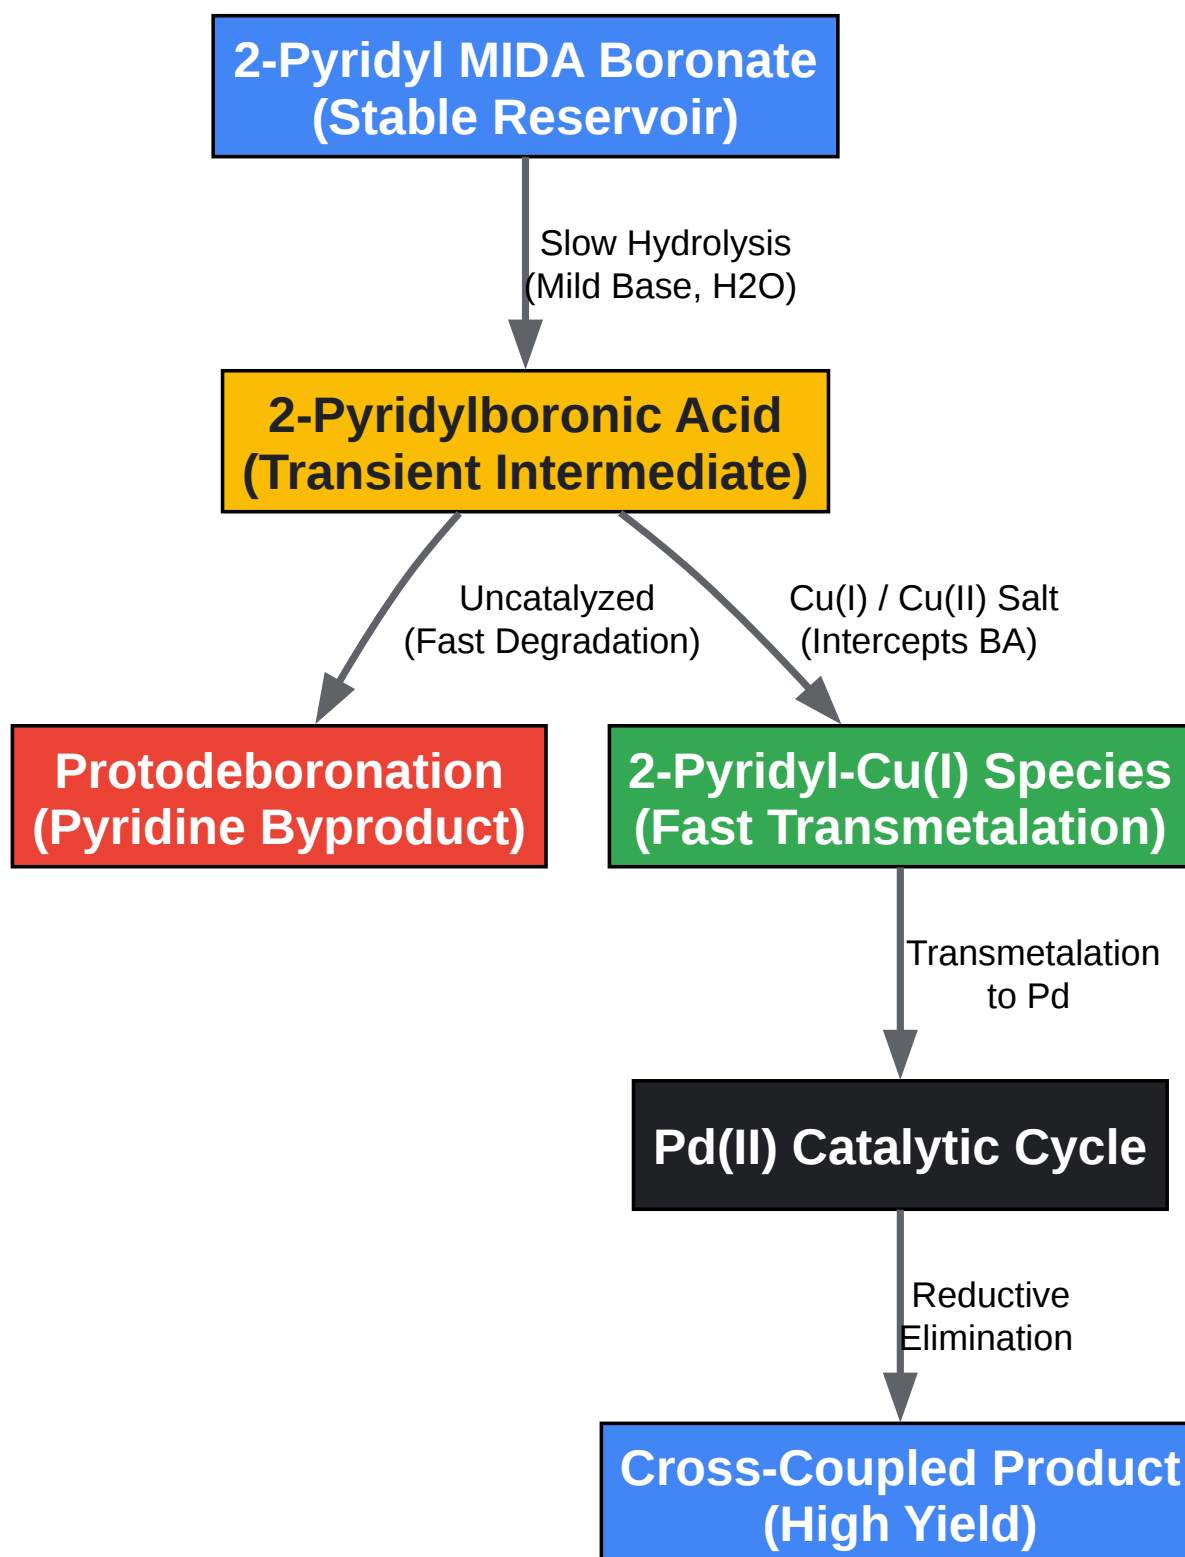 2-Pyridyl MIDA Boronate
(Stable Reservoir)
Slow Hydrolysis
(Mild Base, H2O)
2-Pyridylboronic Acid
(Transient Intermediate)
Uncatalyzed
(Fast Degradation)
Cu(I) / Cu(II) Salt
(Intercepts BA)
Protodeboronation
(Pyridine Byproduct)
2-Pyridyl-Cu(I) Species
(Fast Transmetalation)
Transmetalation
to Pd
Pd(II) Catalytic Cycle
Reductive
Elimination
Cross-Coupled Product
(High Yield)